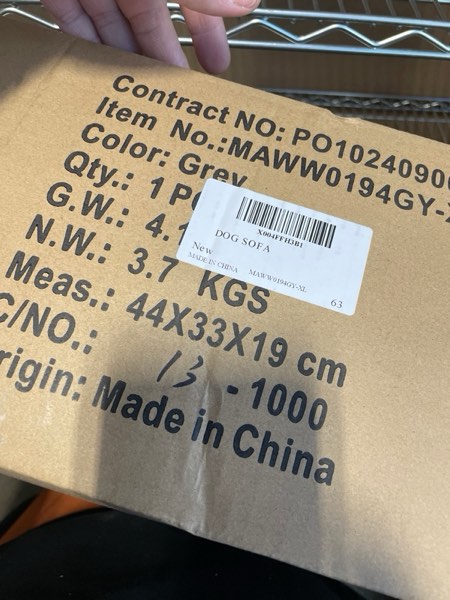 Contract NO: PO10240900
Item No.:MAWW0194GY-
Color: Grey
Qty.: 1
G.W.: 4.
N.W.: 3.7 KGS
Meas.: 44X33X19 cm
C/NO.: 13 - 1000
rigin: Made in China
X004FFH3B1
DOG SOFA
New
MADE IN CHINA MAWW0194GY-XL
63